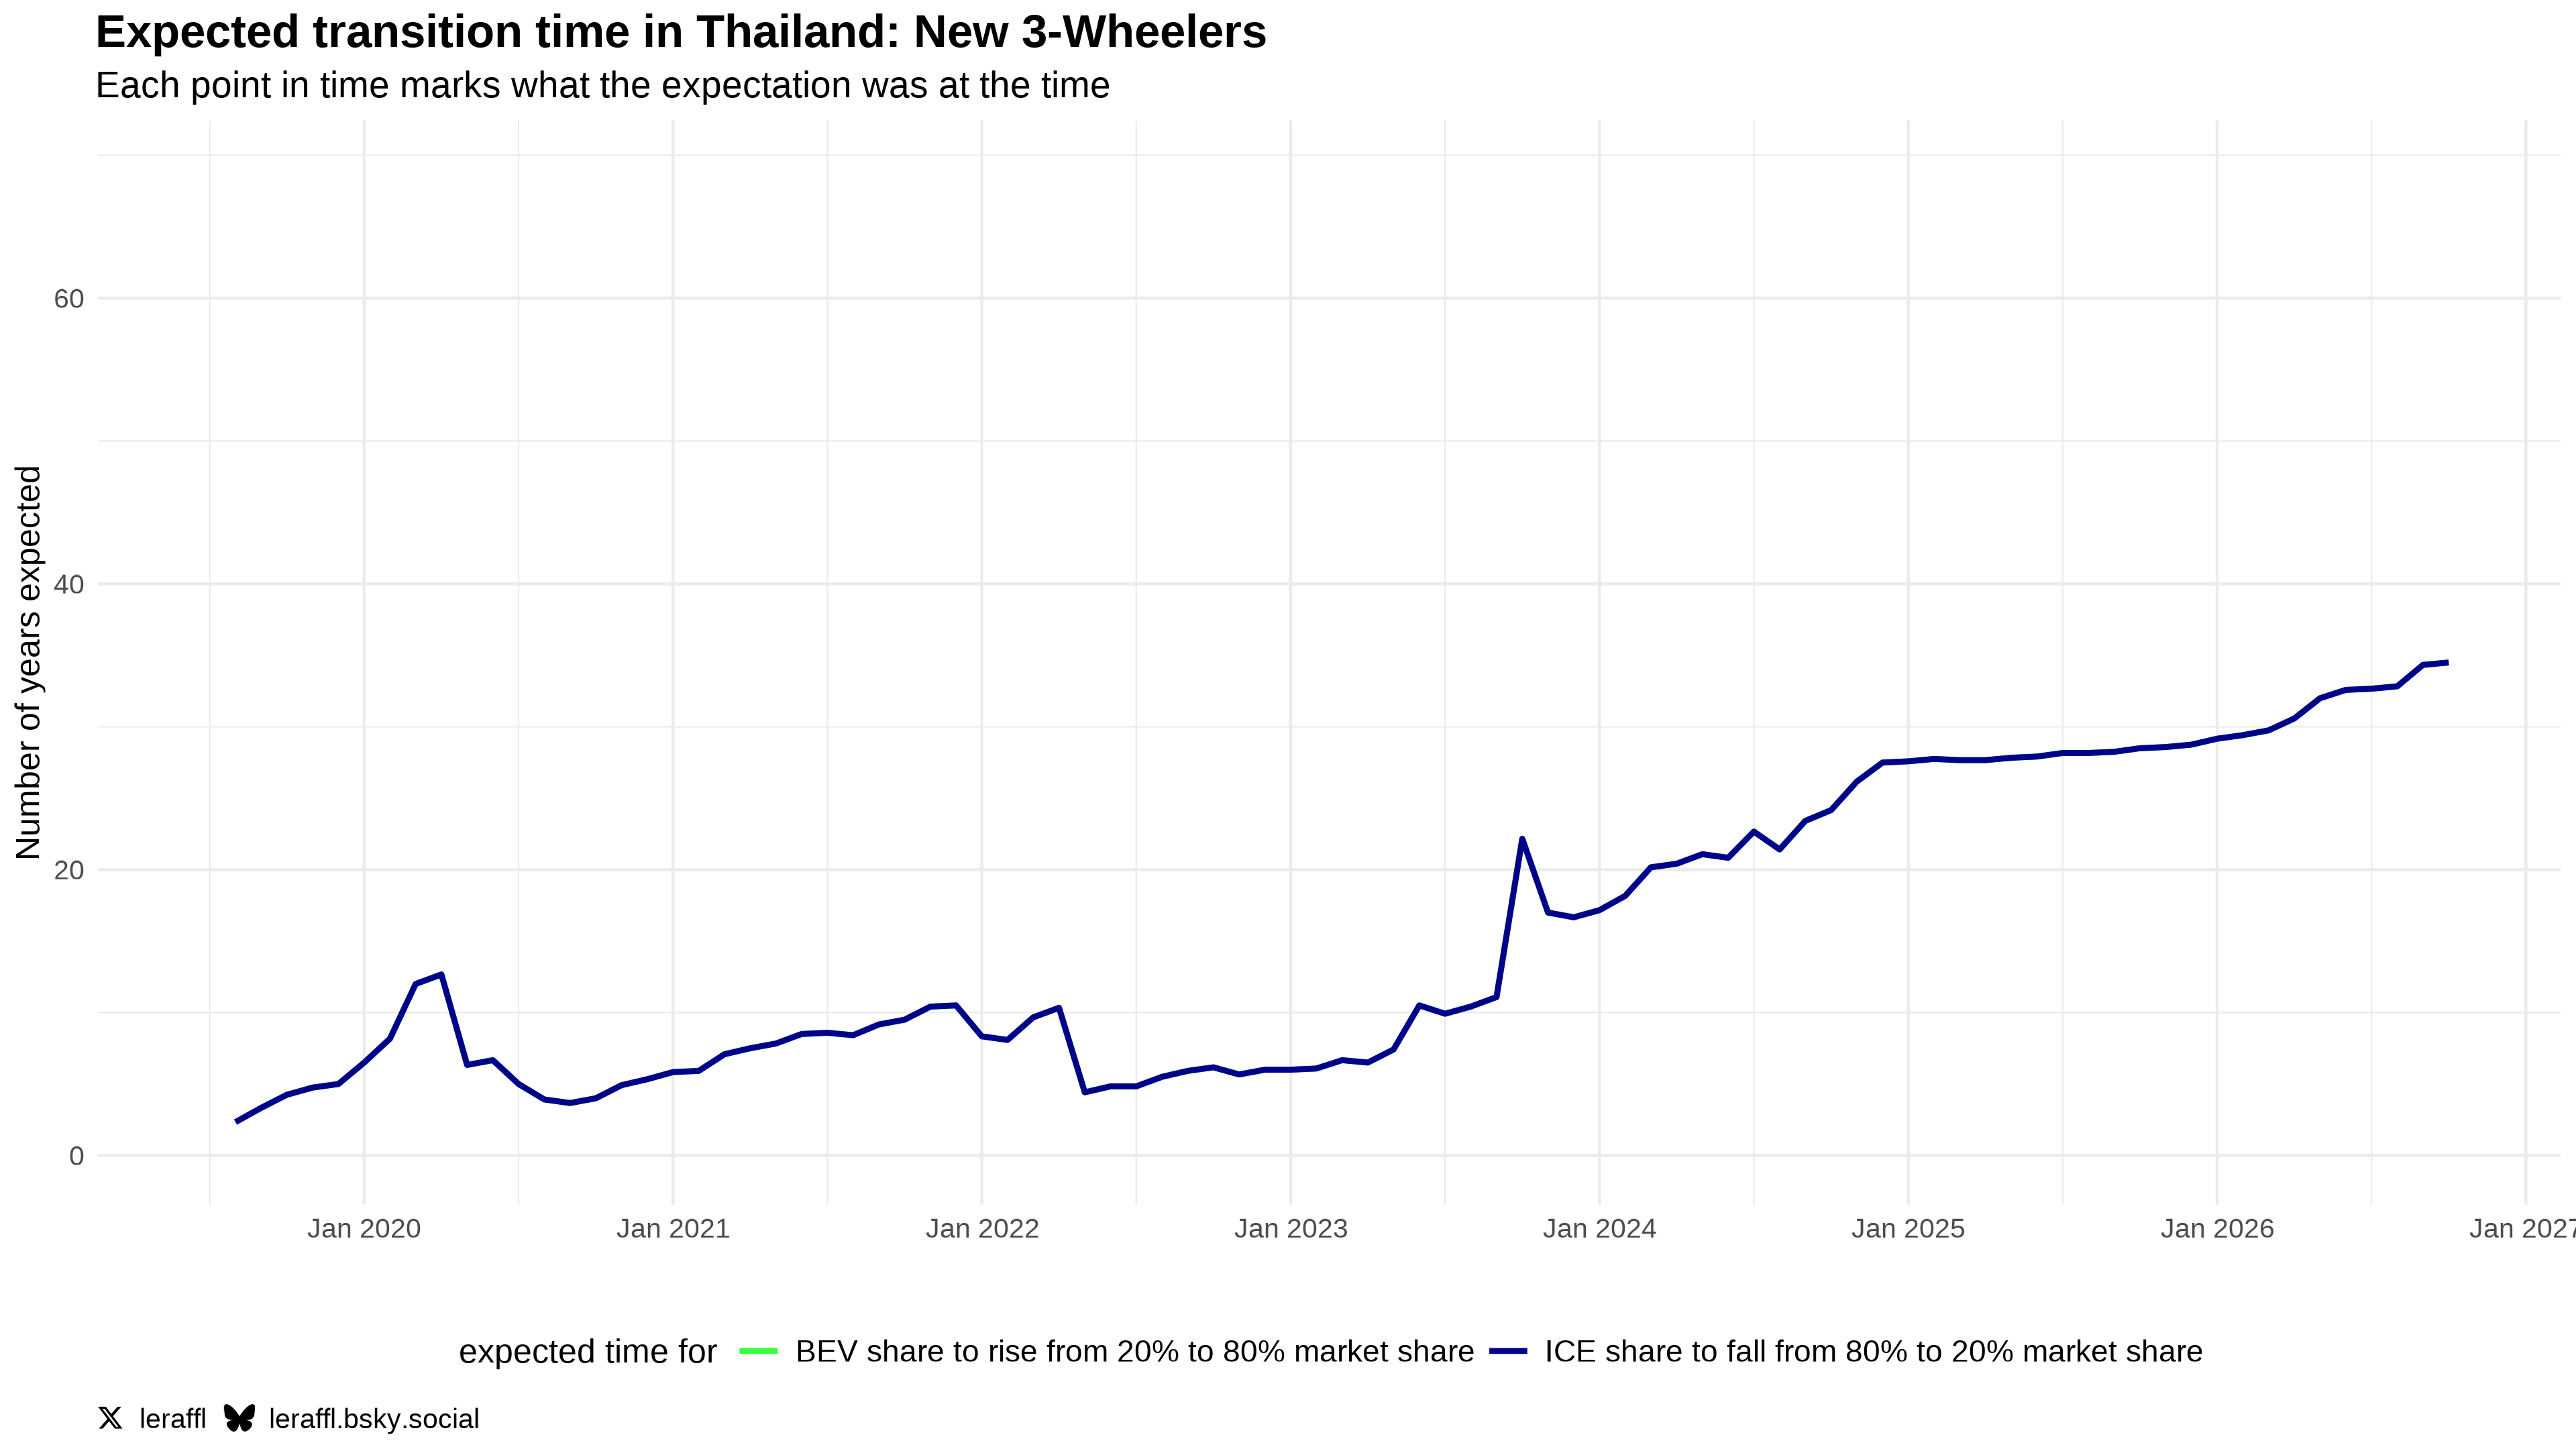 Expected transition time in Thailand: New 3-Wheelers
Each point in time marks what the expectation was at the time
Number of years expected
60
40
20
0
Jan 2020 Jan 2021 Jan 2022 Jan 2023 Jan 2024 Jan 2025 Jan 2026 Jan 2027
expected time for BEV share to rise from 20% to 80% market share ICE share to fall from 80% to 20% market share
leraffl leraffl.bsky.social